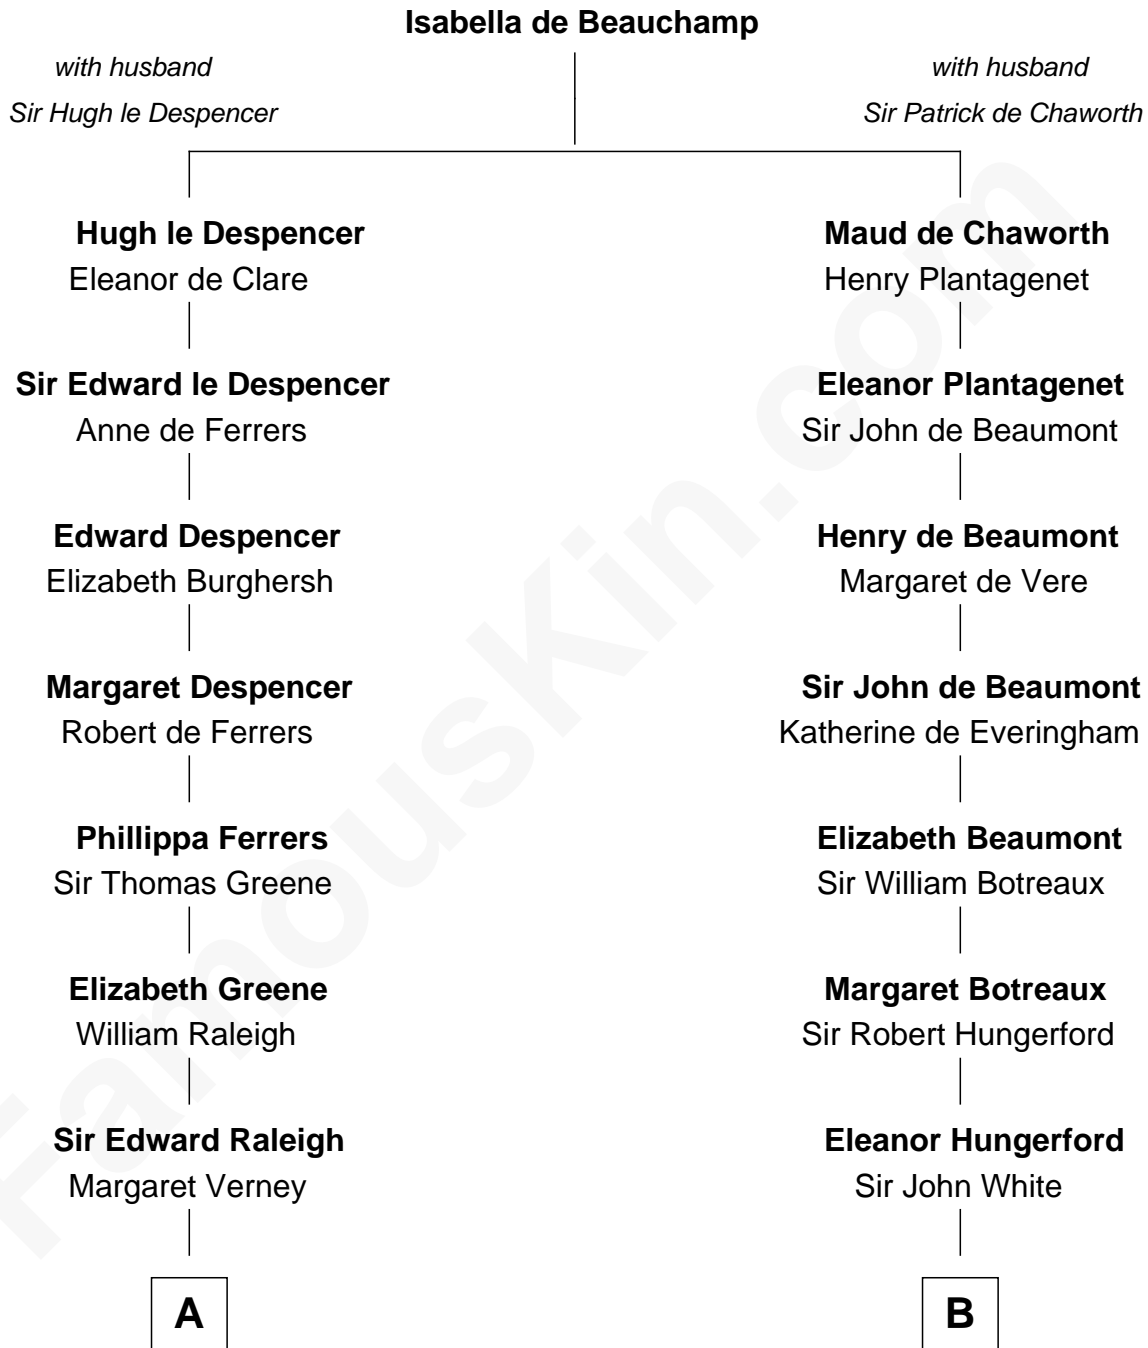 Isabella de Beauchamp
with husband
Sir Hugh le Despencer
with husband
Sir Patrick de Chaworth
Hugh le Despencer
Eleanor de Clare
Maud de Chaworth
Henry Plantagenet
Sir Edward le Despencer
Anne de Ferrers
Eleanor Plantagenet
Sir John de Beaumont
Edward Despencer
Elizabeth Burghersh
Henry de Beaumont
Margaret de Vere
Margaret Despencer
Robert de Ferrers
Sir John de Beaumont
Katherine de Everingham
Phillippa Ferrers
Sir Thomas Greene
Elizabeth Beaumont
Sir William Botreaux
Elizabeth Greene
William Raleigh
Margaret Botreaux
Sir Robert Hungerford
Sir Edward Raleigh
Margaret Verney
Eleanor Hungerford
Sir John White
A
B
FamousKin.com